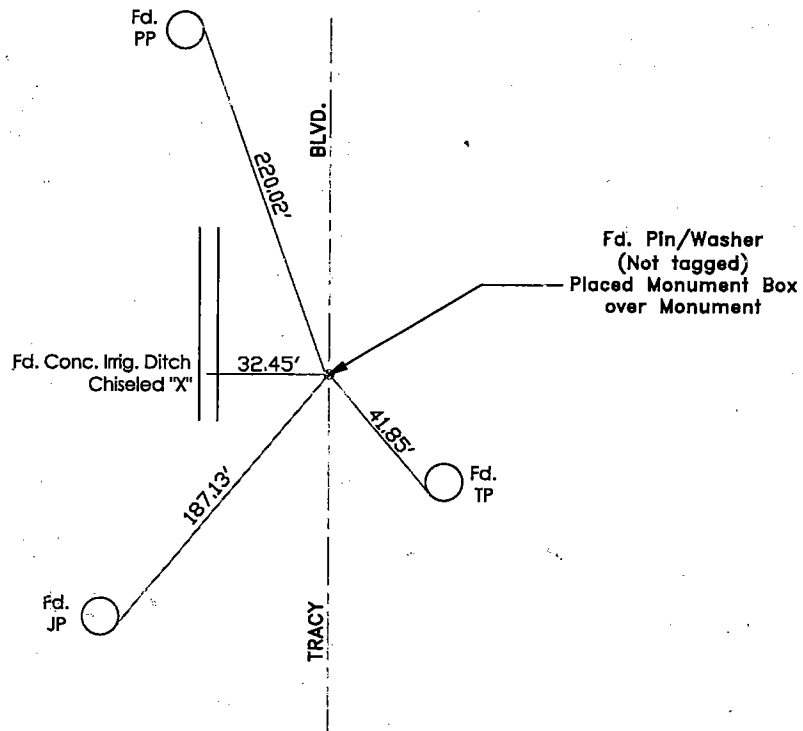 Fd.
PP
BLVD.
220.02'
Fd. Pin/Washer
(Not tagged)
Placed Monument Box
over Monument
Fd. Conc. Irrig. Ditch
Chiseled "X"
32.45'
41.85'
187.13'
Fd.
TP
Fd.
JP
TRACY